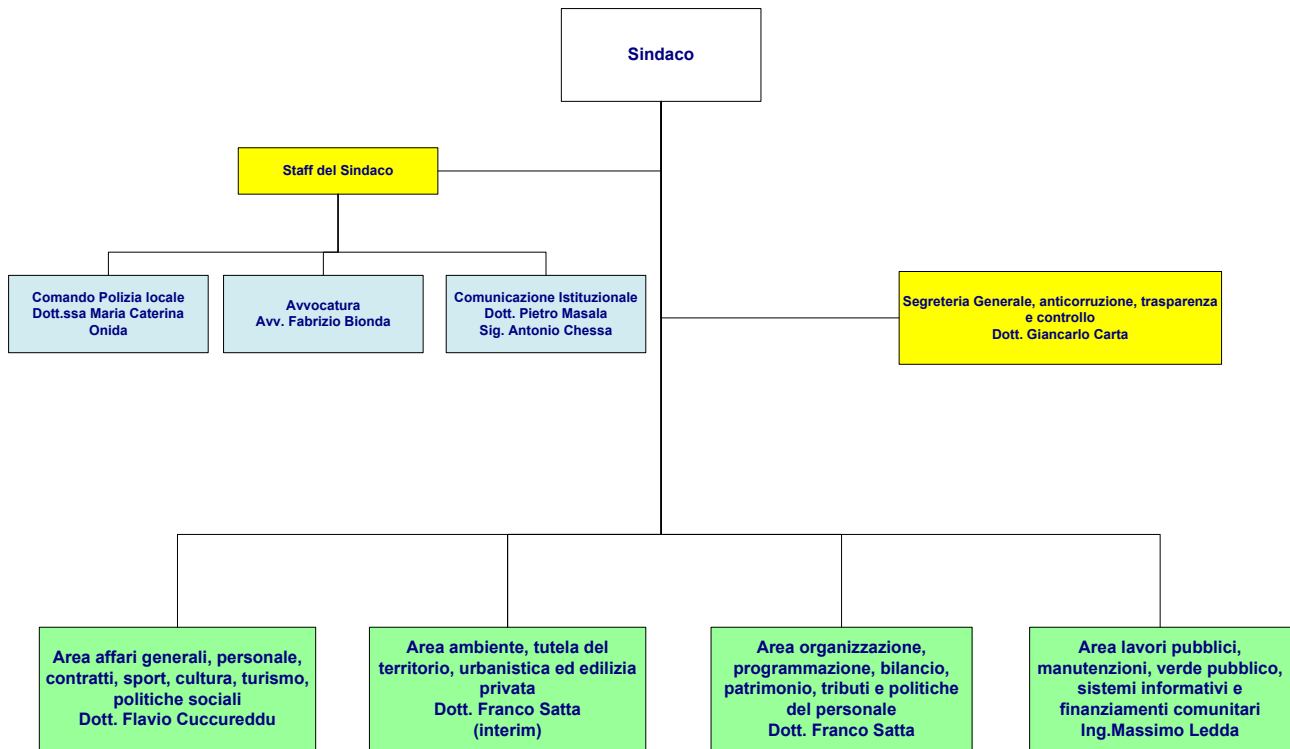 Sindaco
Staff del Sindaco
Comando Polizia locale
Dott.ssa Maria Caterina
Onida
Avvocatura
Avv. Fabrizio Bionda
Comunicazione Istituzionale
Dott. Pietro Masala
Sig. Antonio Chessa
Segreteria Generale, anticorruzione, trasparenza
e controllo
Dott. Giancarlo Carta
Area affari generali, personale,
contratti, sport, cultura, turismo,
politiche sociali
Dott. Flavio Cuccureddu
Area ambiente, tutela del
territorio, urbanistica ed edilizia
privata
Dott. Franco Satta
(interim)
Area organizzazione,
programmazione, bilancio,
patrimonio, tributi e politiche
del personale
Dott. Franco Satta
Area lavori pubblici,
manutenzioni, verde pubblico,
sistemi informativi e
finanziamenti comunitari
Ing.Massimo Ledda